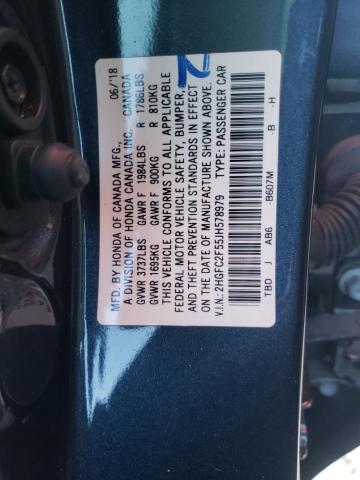 MFD. BY HONDA OF CANADA MFG., 06/'18
A DIVISION OF HONDA CANADA INC. CANADA
GVWR 3737LBS GAWR F 1984LBS R 1786LBS
GVWR 1695KG GAWR F 900KG R 810KG
THIS VEHICLE CONFORMS TO ALL APPLICABLE
FEDERAL MOTOR VEHICLE SAFETY, BUMPER,
AND THEFT PREVENTION STANDARDS IN EFFECT
ON THE DATE OF MANUFACTURE SHOWN ABOVE.
V.I.N.: 2HGFC2F55JH578979 TYPE: PASSENGER CAR
TBD J AB6 -B607M -B -H